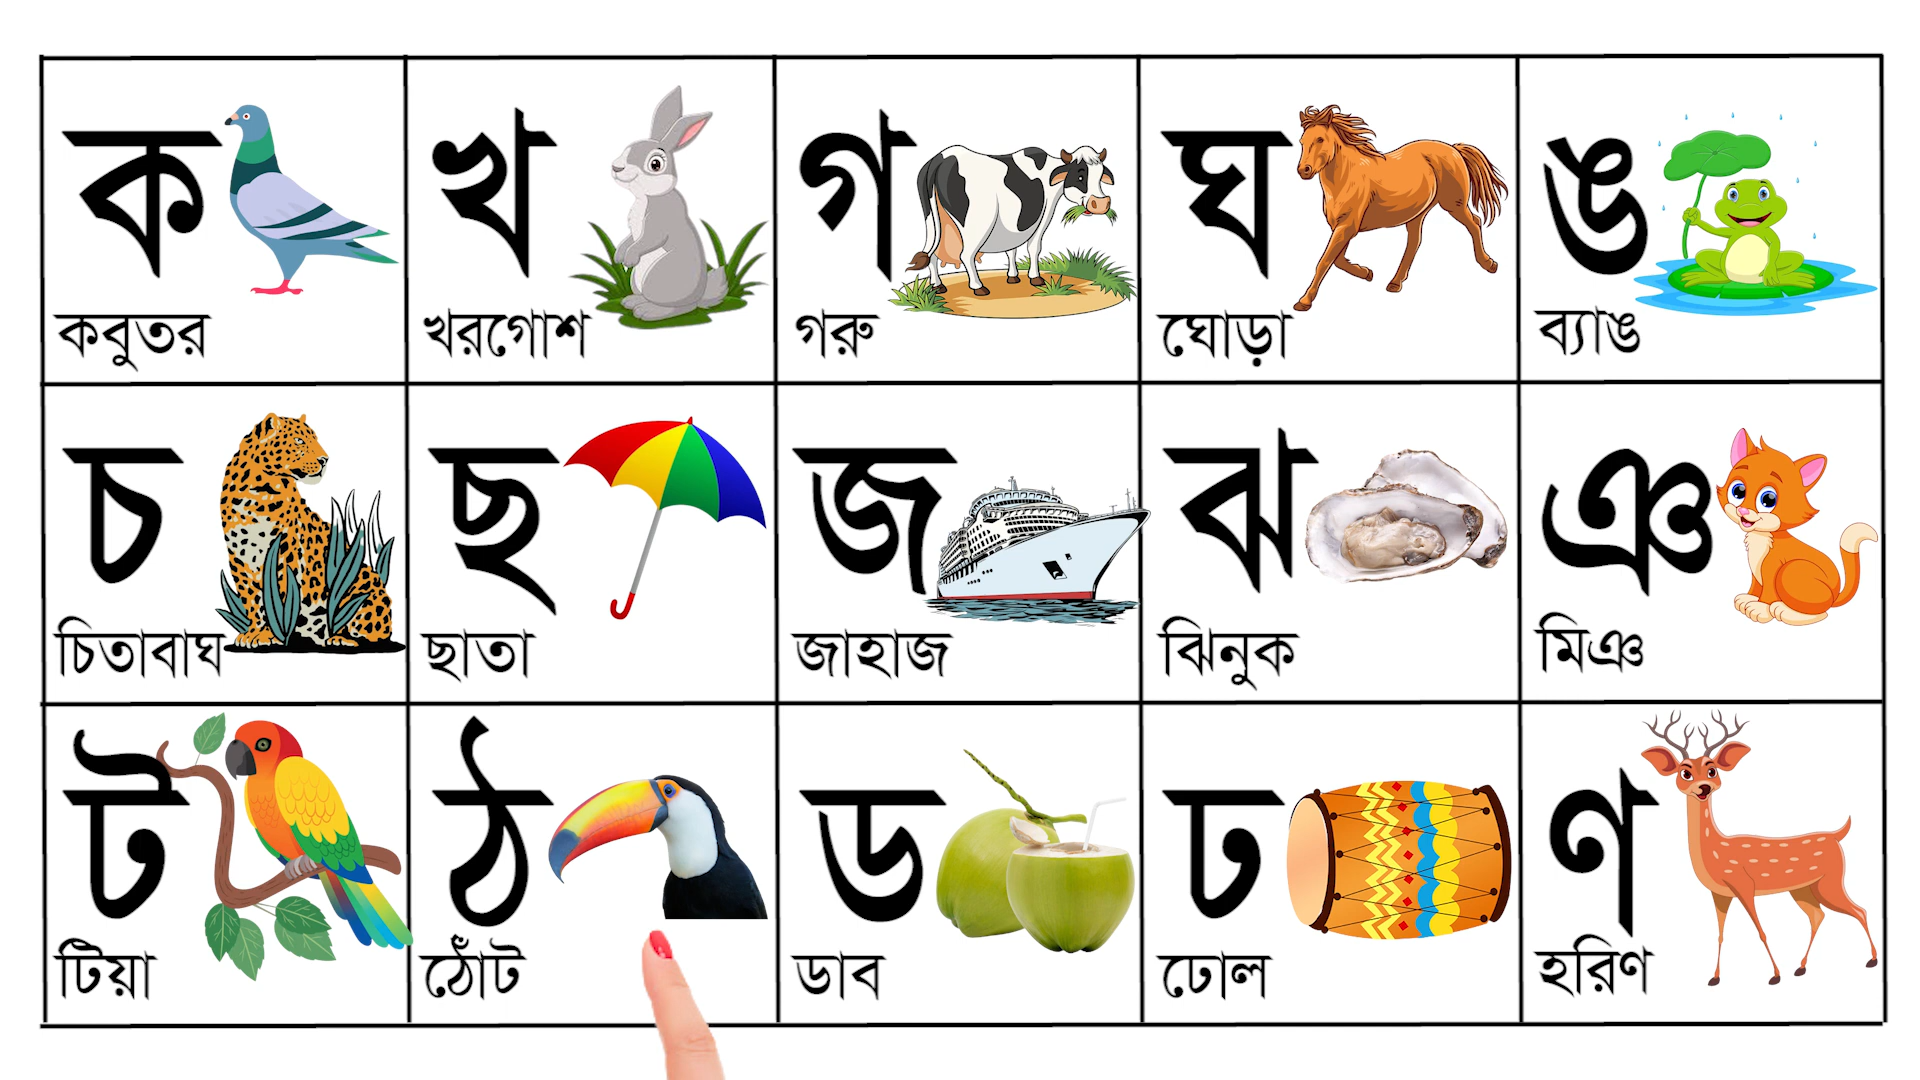 ক খ গ ঘ ঙ
কবুতর খরগোশ গরু ঘোড়া ব্যাঙ
চ ছ জ ঝ ঞ
চিতাবাঘ ছাতা জাহাজ ঝিনুক মিঞ
ট ঠ ড ঢ ণ
টিয়া ঠোঁট ডাব ঢোল হরিণ